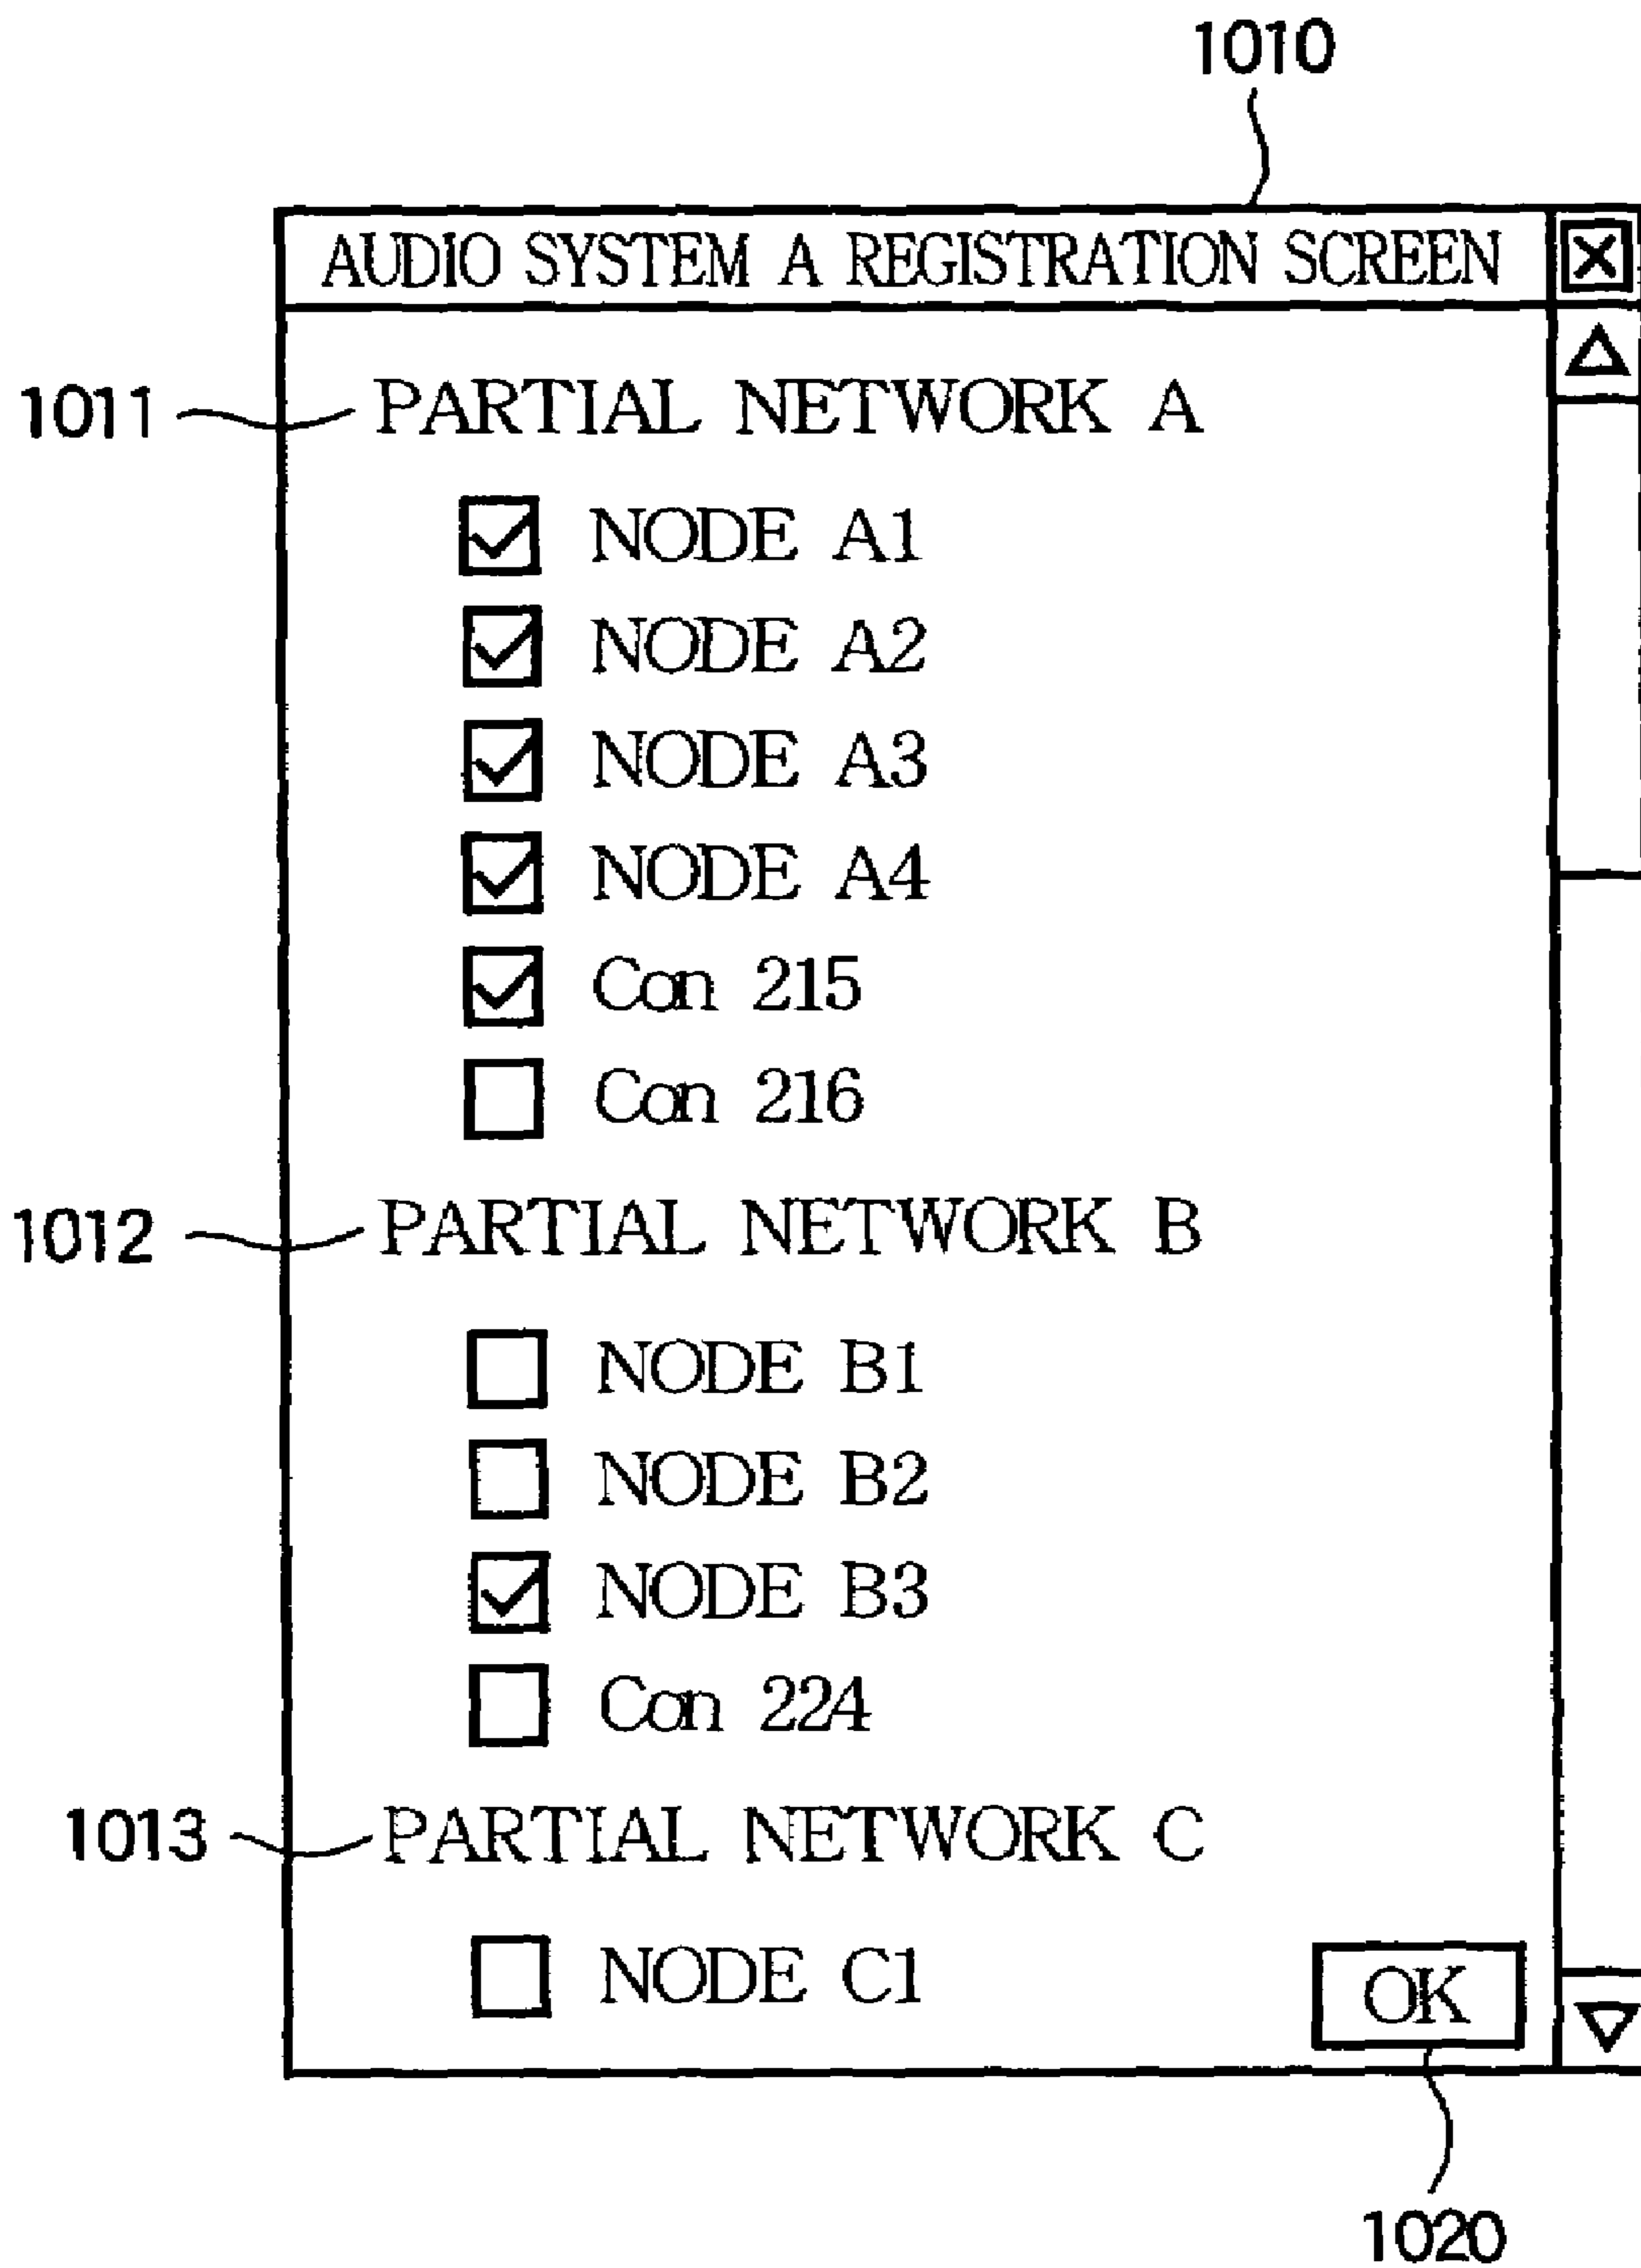 1010
AUDIO SYSTEM A REGISTRATION SCREEN
1011 PARTIAL NETWORK A
NODE A1
NODE A2
NODE A3
NODE A4
Con 215
Con 216
1012 PARTIAL NETWORK B
NODE B1
NODE B2
NODE B3
Con 224
1013 PARTIAL NETWORK C
NODE C1
OK
1020